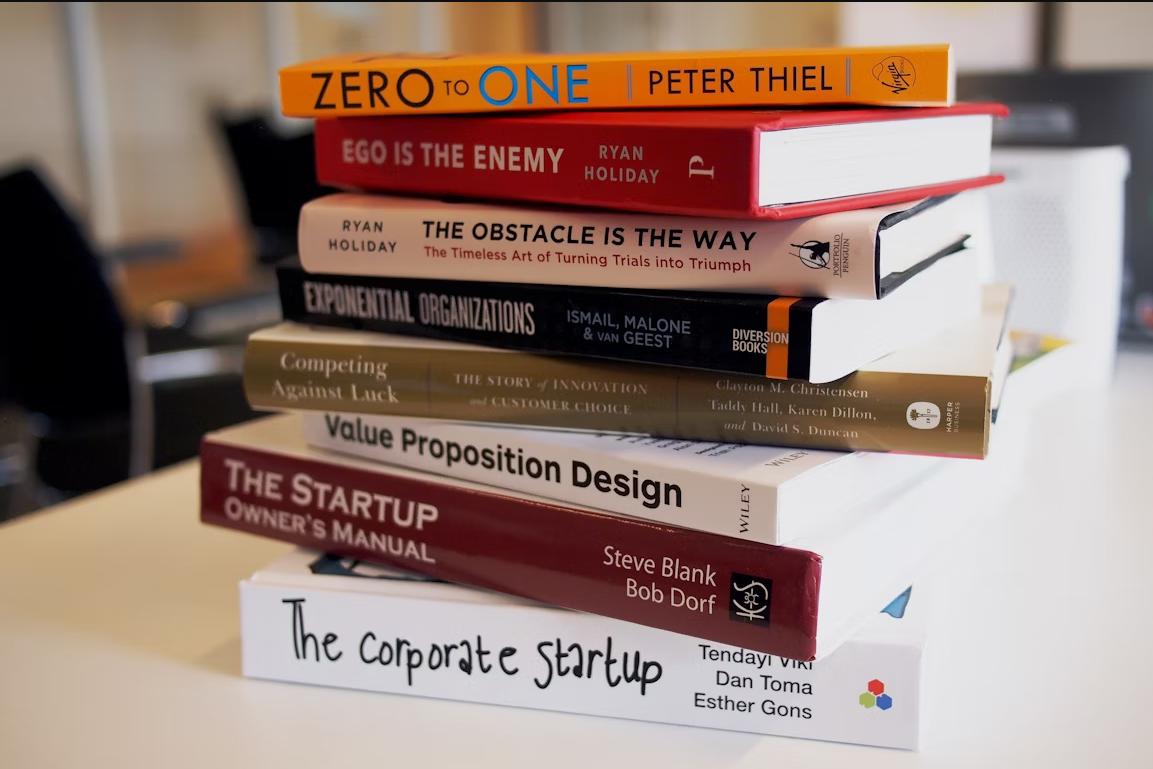 ZERO TO ONE PETER THIEL Virgin
EGO IS THE ENEMY
RYAN
HOLIDAY
P
RYAN
HOLIDAY
THE OBSTACLE IS THE WAY
The Timeless Art of Turning Trials into Triumph
PORTFOLIO
PENGUIN
EXPONENTIAL ORGANIZATIONS
ISMAIL, MALONE
& VAN GEEST
DIVERSION
BOOKS
Competing
Against Luck
THE STORY of INNOVATION
and CUSTOMER CHOICE
Clayton M. Christensen
Taddy Hall, Karen Dillon,
and David S. Duncan
HARPER
BUSINESS
Value Proposition Design
WILEY
WILEY
THE STARTUP
OWNER'S MANUAL
Steve Blank
Bob Dorf
K&S
The corporate startup
Tendayi Viki
Dan Toma
Esther Gons